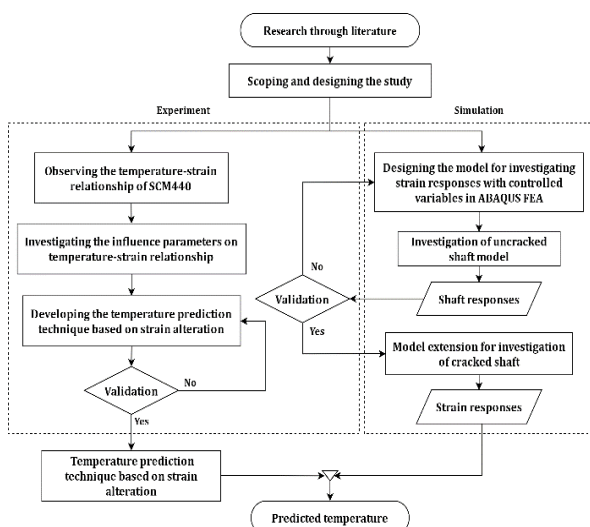 Research through literature
Scoping and designing the study
Experiment
Simulation
Observing the temperature-strain
relationship of SCM440
Investigating the influence parameters on
temperature-strain relationship
Developing the temperature prediction
technique based on strain alteration
Validation
No
Yes
Temperature prediction
technique based on strain
alteration
Designing the model for investigating
strain responses with controlled
variables in ABAQUS FEA
Investigation of uncracked
shaft model
Shaft responses
No
Validation
Yes
Model extension for investigation
of cracked shaft
Strain responses
Predicted temperature